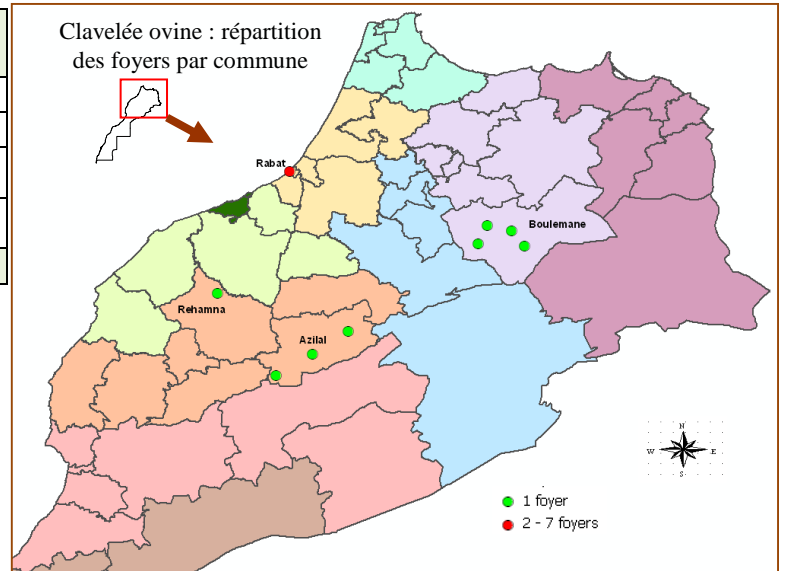 Clavelée ovine : répartition
des foyers par commune
Rabat
Boulemane
Rehamna
Azilal
N
W
E
S
1 foyer
2 - 7 foyers